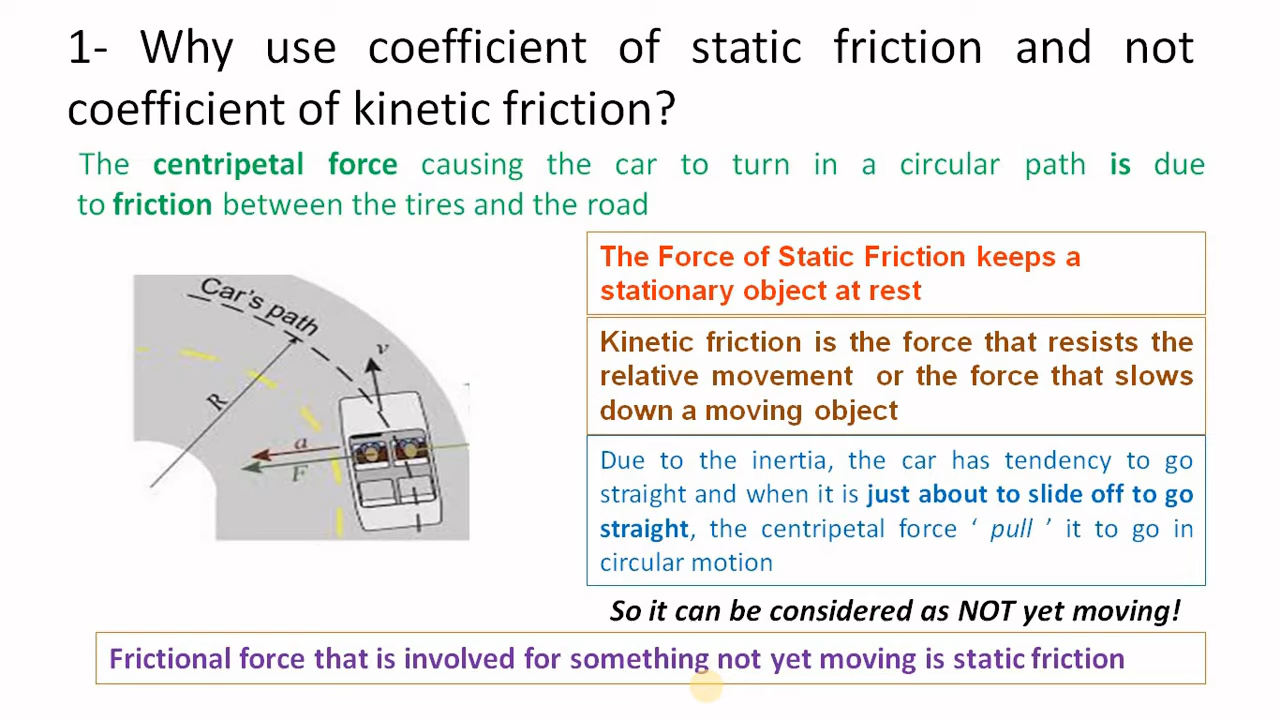 1- Why use coefficient of static friction and not
coefficient of kinetic friction?
The centripetal force causing the car to turn in a circular path is due
to friction between the tires and the road
The Force of Static Friction keeps a
stationary object at rest
Kinetic friction is the force that resists the
relative movement or the force that slows
down a moving object
Due to the inertia, the car has tendency to go
straight and when it is just about to slide off to go
straight, the centripetal force ‘ pull ’ it to go in
circular motion
Car's path
v
R
a
F
So it can be considered as NOT yet moving!
Frictional force that is involved for something not yet moving is static friction